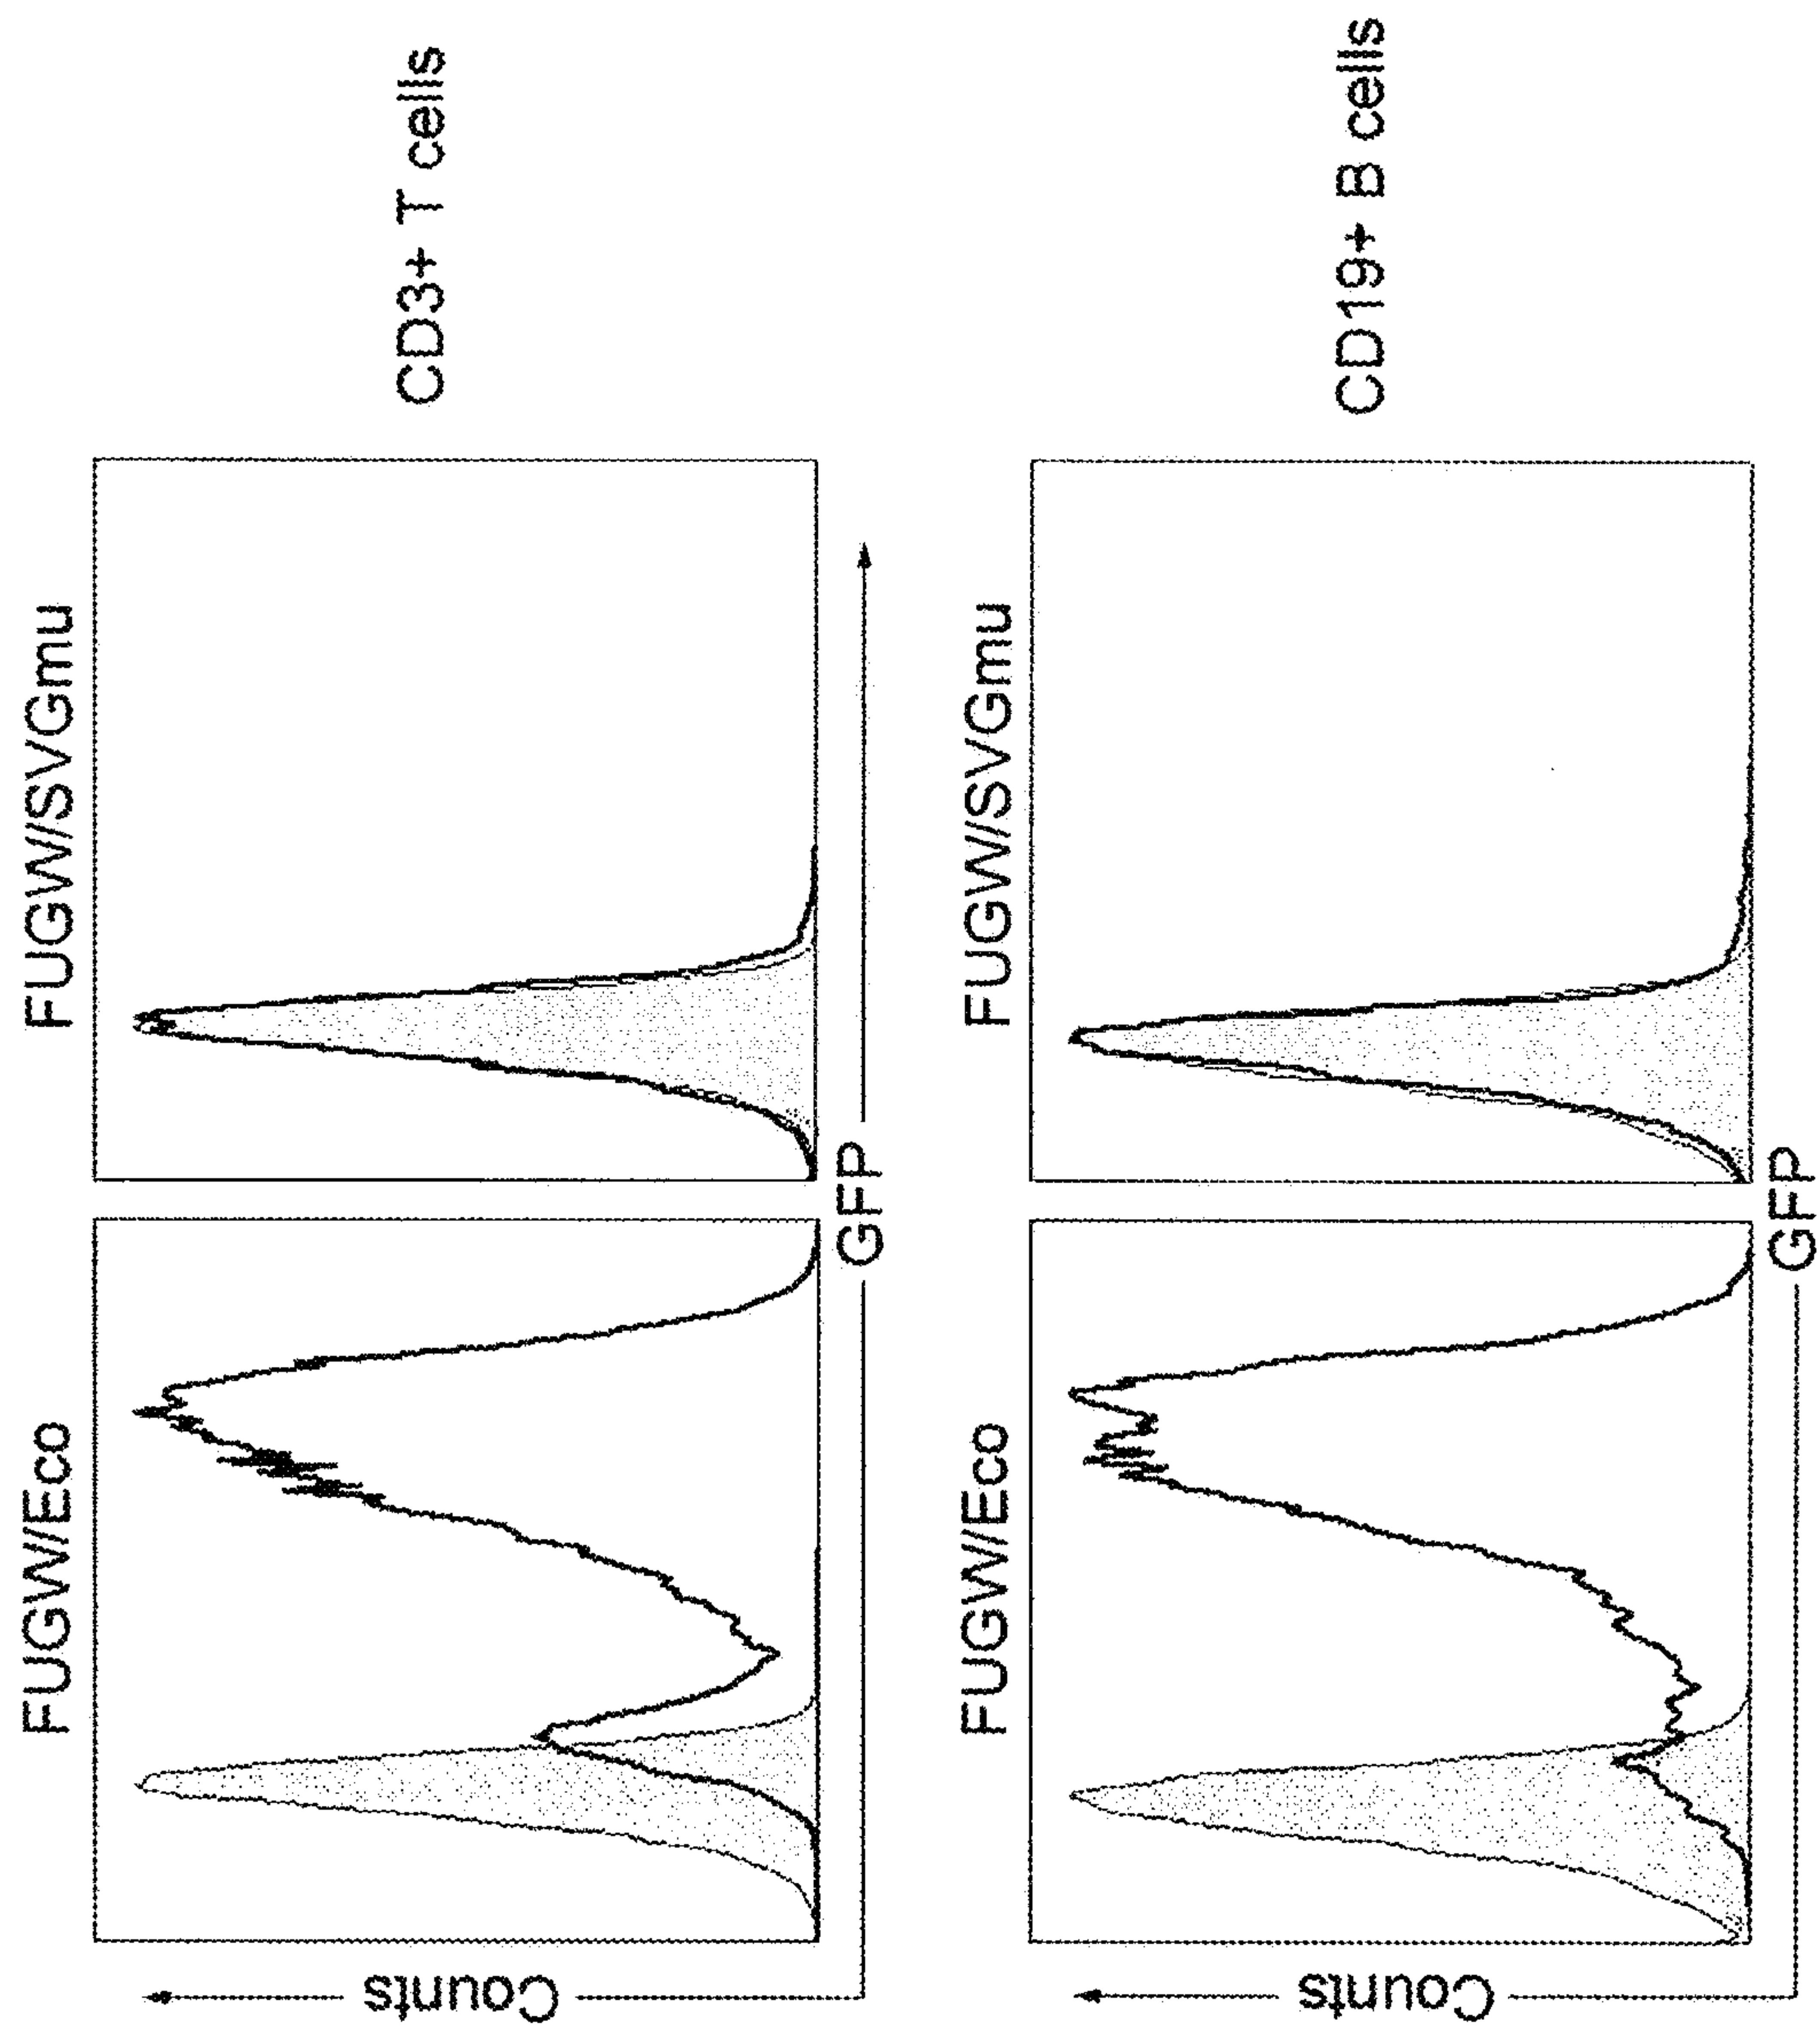 FUGW/Eco
FUGW/SVGmu
Counts
CD3+ T cells
GFP
FUGW/Eco
FUGW/SVGmu
Counts
CD19+ B cells
GFP